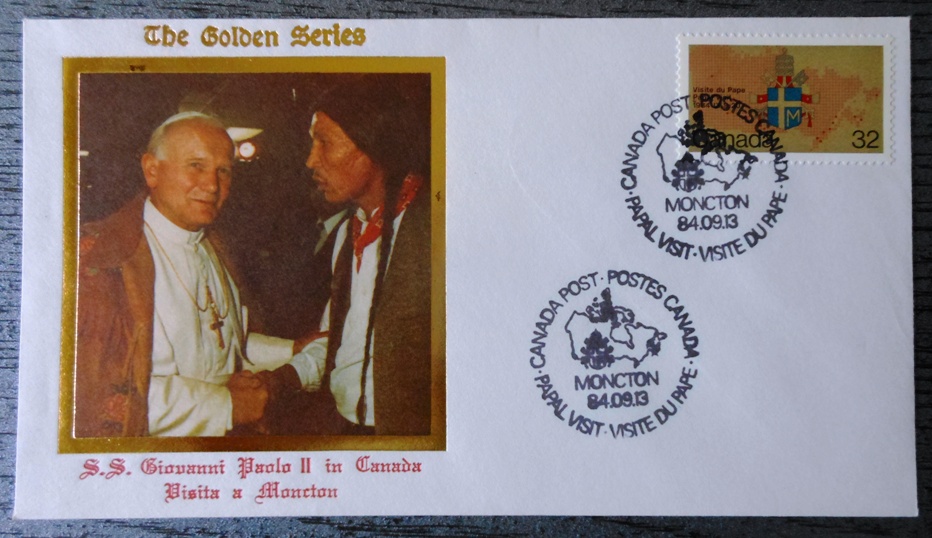 The Golden Series
Visite du Pape
Canada 32
CANADA POST · POSTES CANADA
MONCTON
84.09.13
PAPAL VISIT · VISITE DU PAPE
CANADA POST · POSTES CANADA
MONCTON
84.09.13
PAPAL VISIT · VISITE DU PAPE
S.S. Giovanni Paolo II in Canada
Visita a Moncton